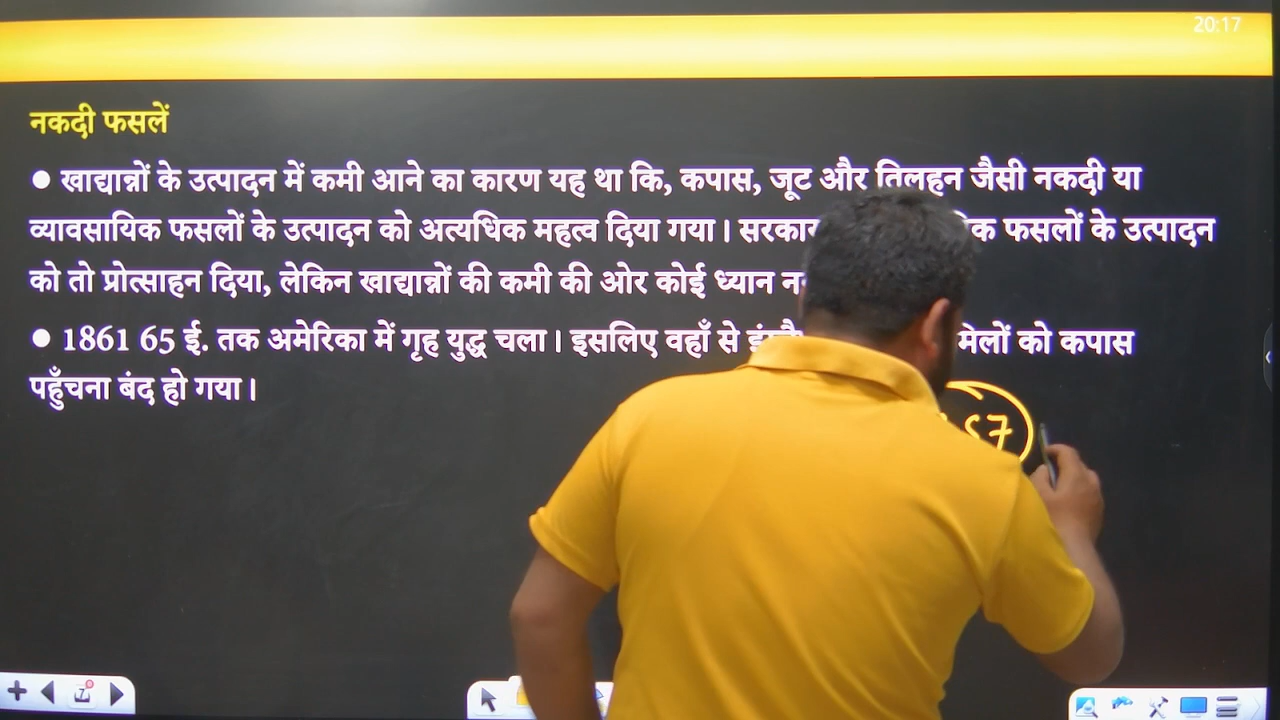 20:17
नकदी फसलें
● खाद्यान्नों के उत्पादन में कमी आने का कारण यह था कि, कपास, जूट और तिलहन जैसी नकदी या
व्यावसायिक फसलों के उत्पादन को अत्यधिक महत्व दिया गया। फसलों के उत्पादन
को तो प्रोत्साहन दिया, लेकिन खाद्यान्नों की कमी की ओर कोई ध्यान
● 1861 65 ई. तक अमेरिका में गृह युद्ध चला। इसलिए वहाँ से मिलों को कपास
पहुँचना बंद हो गया।
57